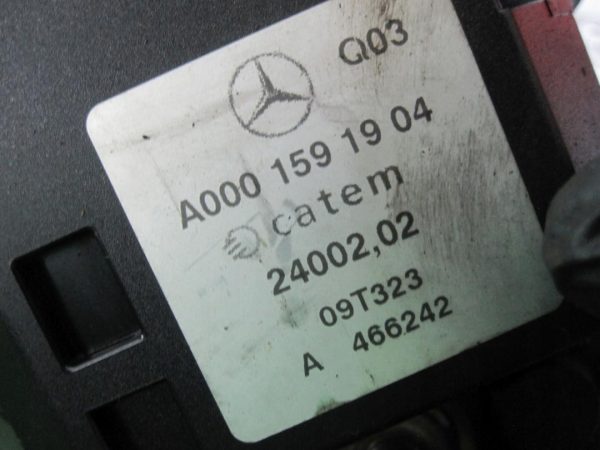 Q03
A000 159 19 04
catem
24002,02
09T323
A 466242